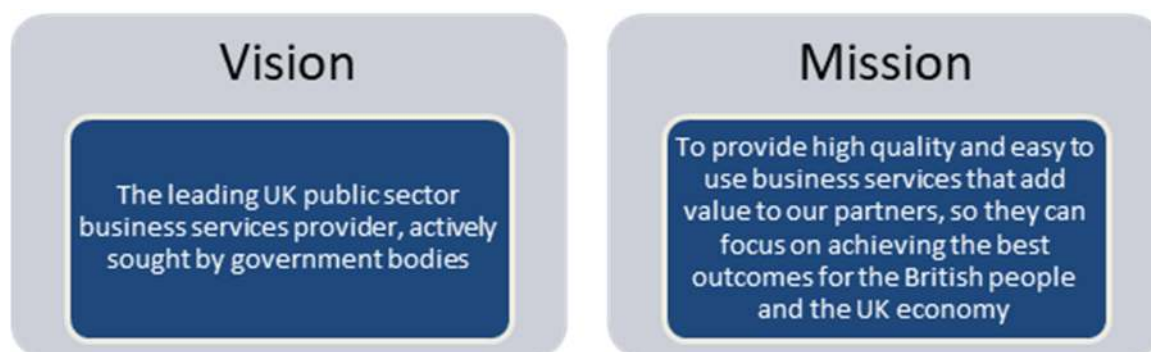 Vision
The leading UK public sector
business services provider, actively
sought by government bodies
Mission
To provide high quality and easy to
use business services that add
value to our partners, so they can
focus on achieving the best
outcomes for the British people
and the UK economy